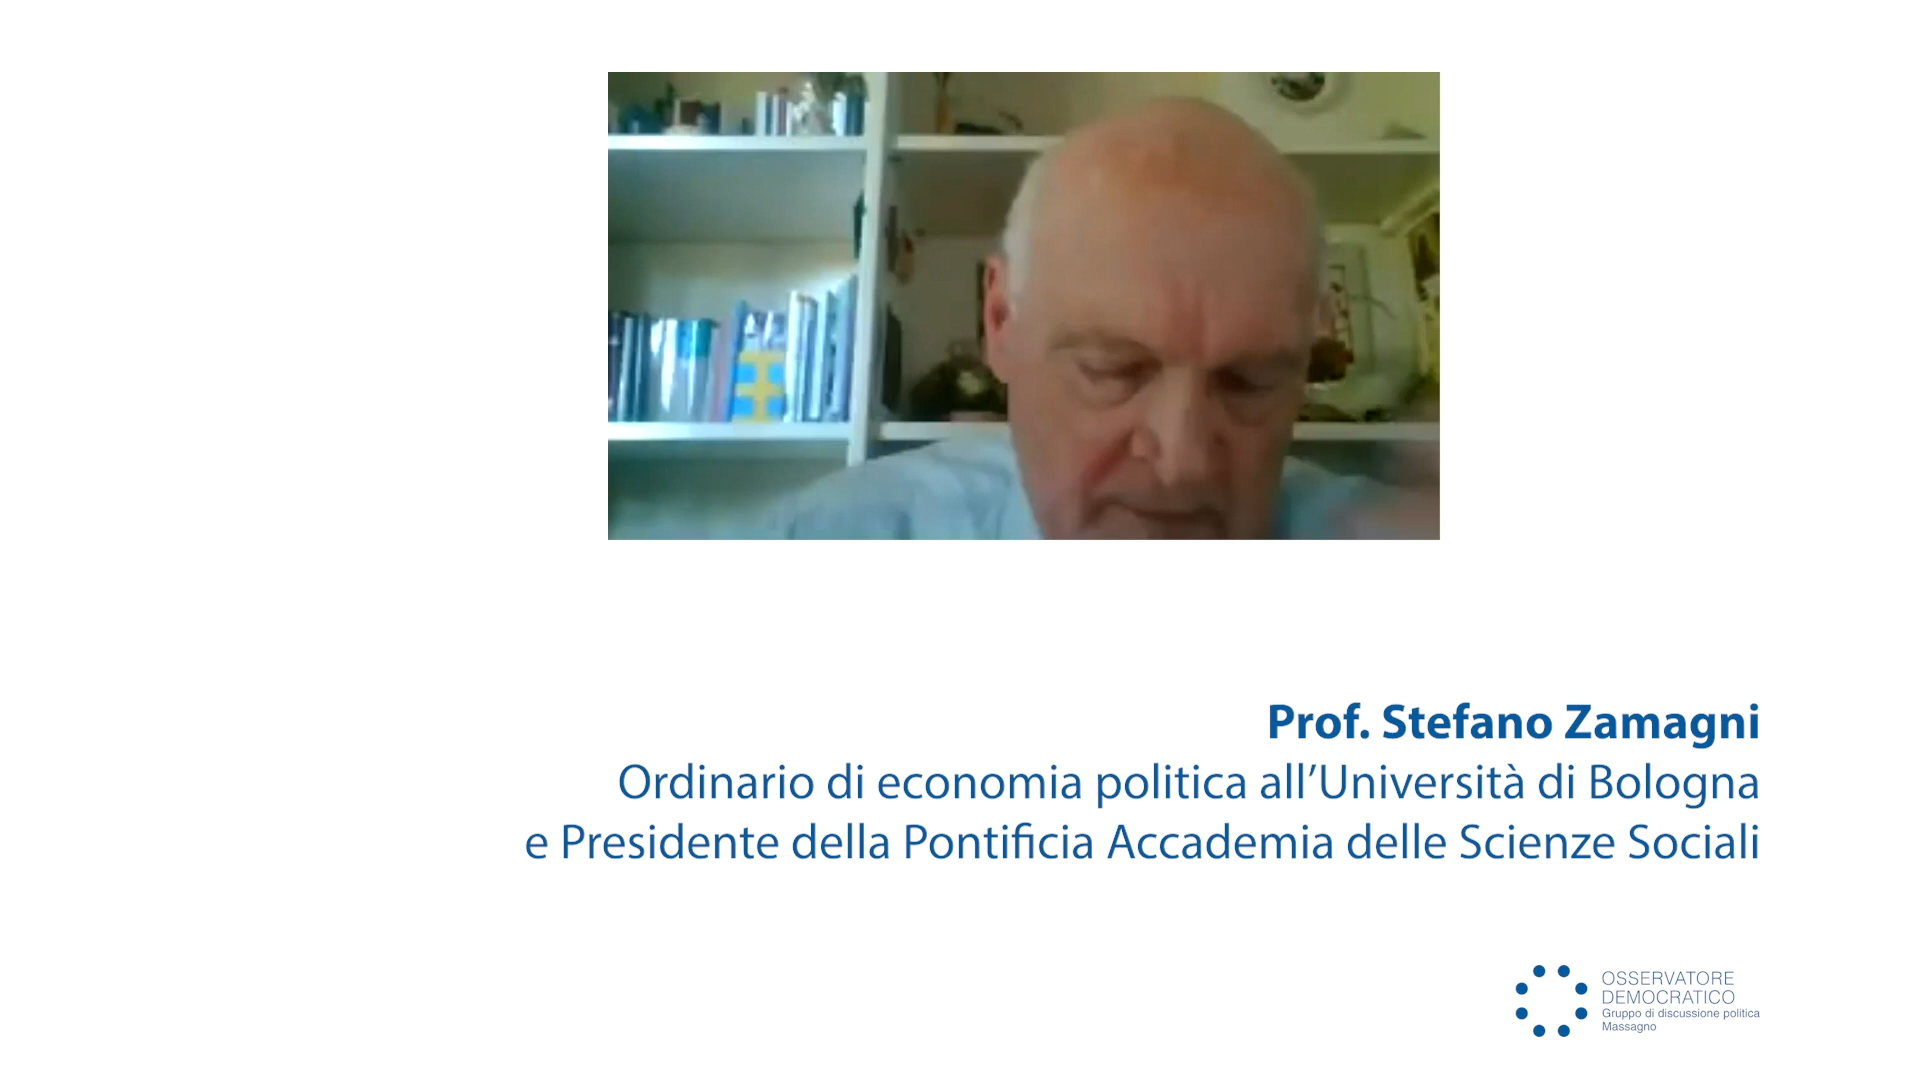 Prof. Stefano Zamagni
Ordinario di economia politica all’Università di Bologna
e Presidente della Pontificia Accademia delle Scienze Sociali
OSSERVATORE
DEMOCRATICO
Gruppo di discussione politica
Massagno